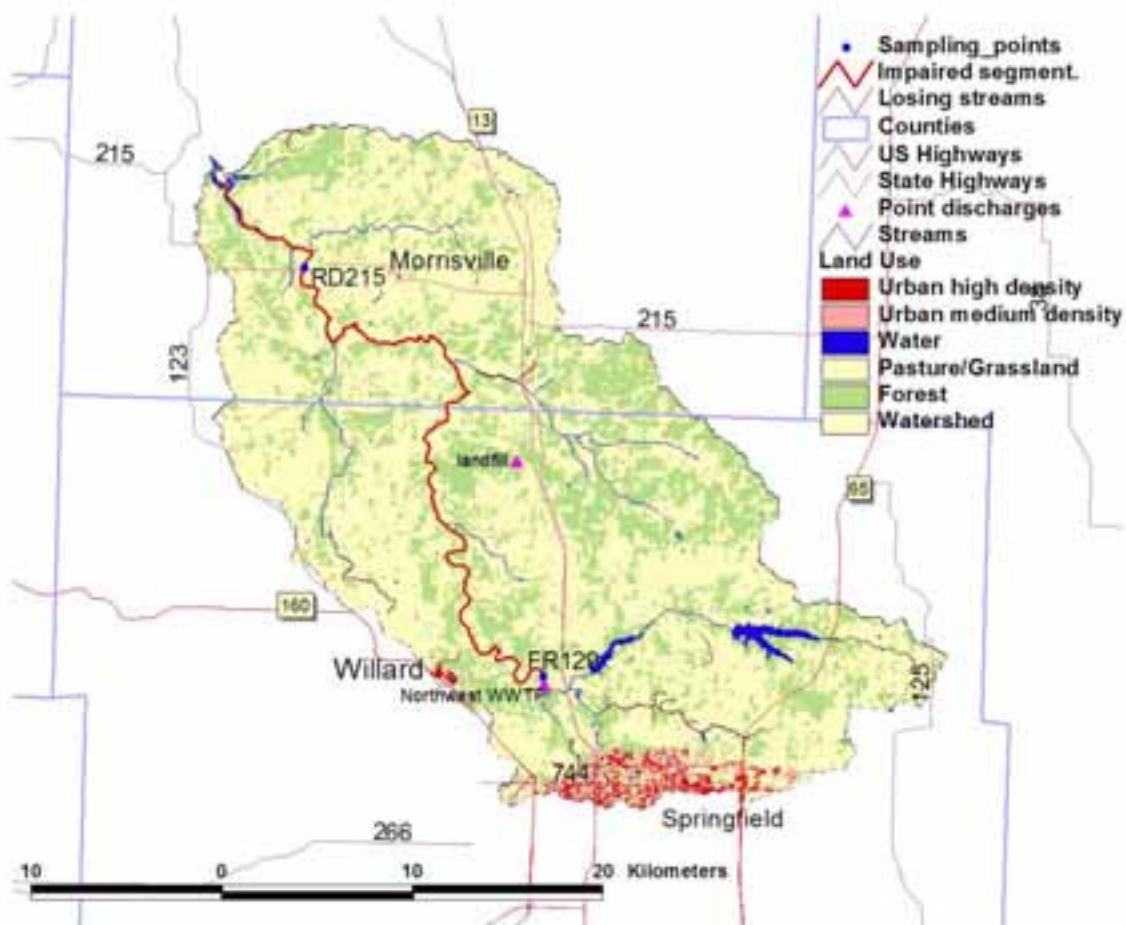 Sampling_points
Impaired segment.
Losing streams
Counties
US Highways
State Highways
Point discharges
Streams
Land Use
Urban high density
Urban medium density
Water
Pasture/Grassland
Forest
Watershed
13
215
RD215
Morrisville
215
123
landfill
65
160
Willard
FR129
Northwest WWTP
125
744
Springfield
266
10 0 10 20 Kilometers